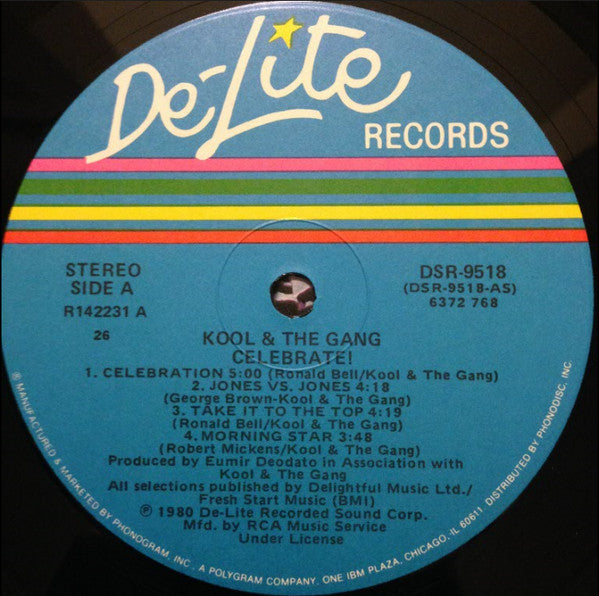 De-Lite
RECORDS
STEREO
SIDE A
R142231 A
26
DSR-9518
(DSR-9518-AS)
6372 768
KOOL & THE GANG
CELEBRATE!
1. CELEBRATION 5:00 (Ronald Bell/Kool & The Gang)
2. JONES VS. JONES 4:18
(George Brown-Kool & The Gang)
3. TAKE IT TO THE TOP 4:19
(Ronald Bell/Kool & The Gang)
4. MORNING STAR 3:48
(Robert Mickens/Kool & The Gang)
Produced by Eumir Deodato in Association with
Kool & The Gang
All selections published by Delightful Music Ltd./
Fresh Start Music (BMI)
℗ 1980 De-Lite Recorded Sound Corp.
Mfd. by RCA Music Service
Under License
® MANUFACTURED & MARKETED BY PHONOGRAM, INC., A POLYGRAM COMPANY, ONE IBM PLAZA, CHICAGO, IL 60611 DISTRIBUTED BY PHONODISC, INC.